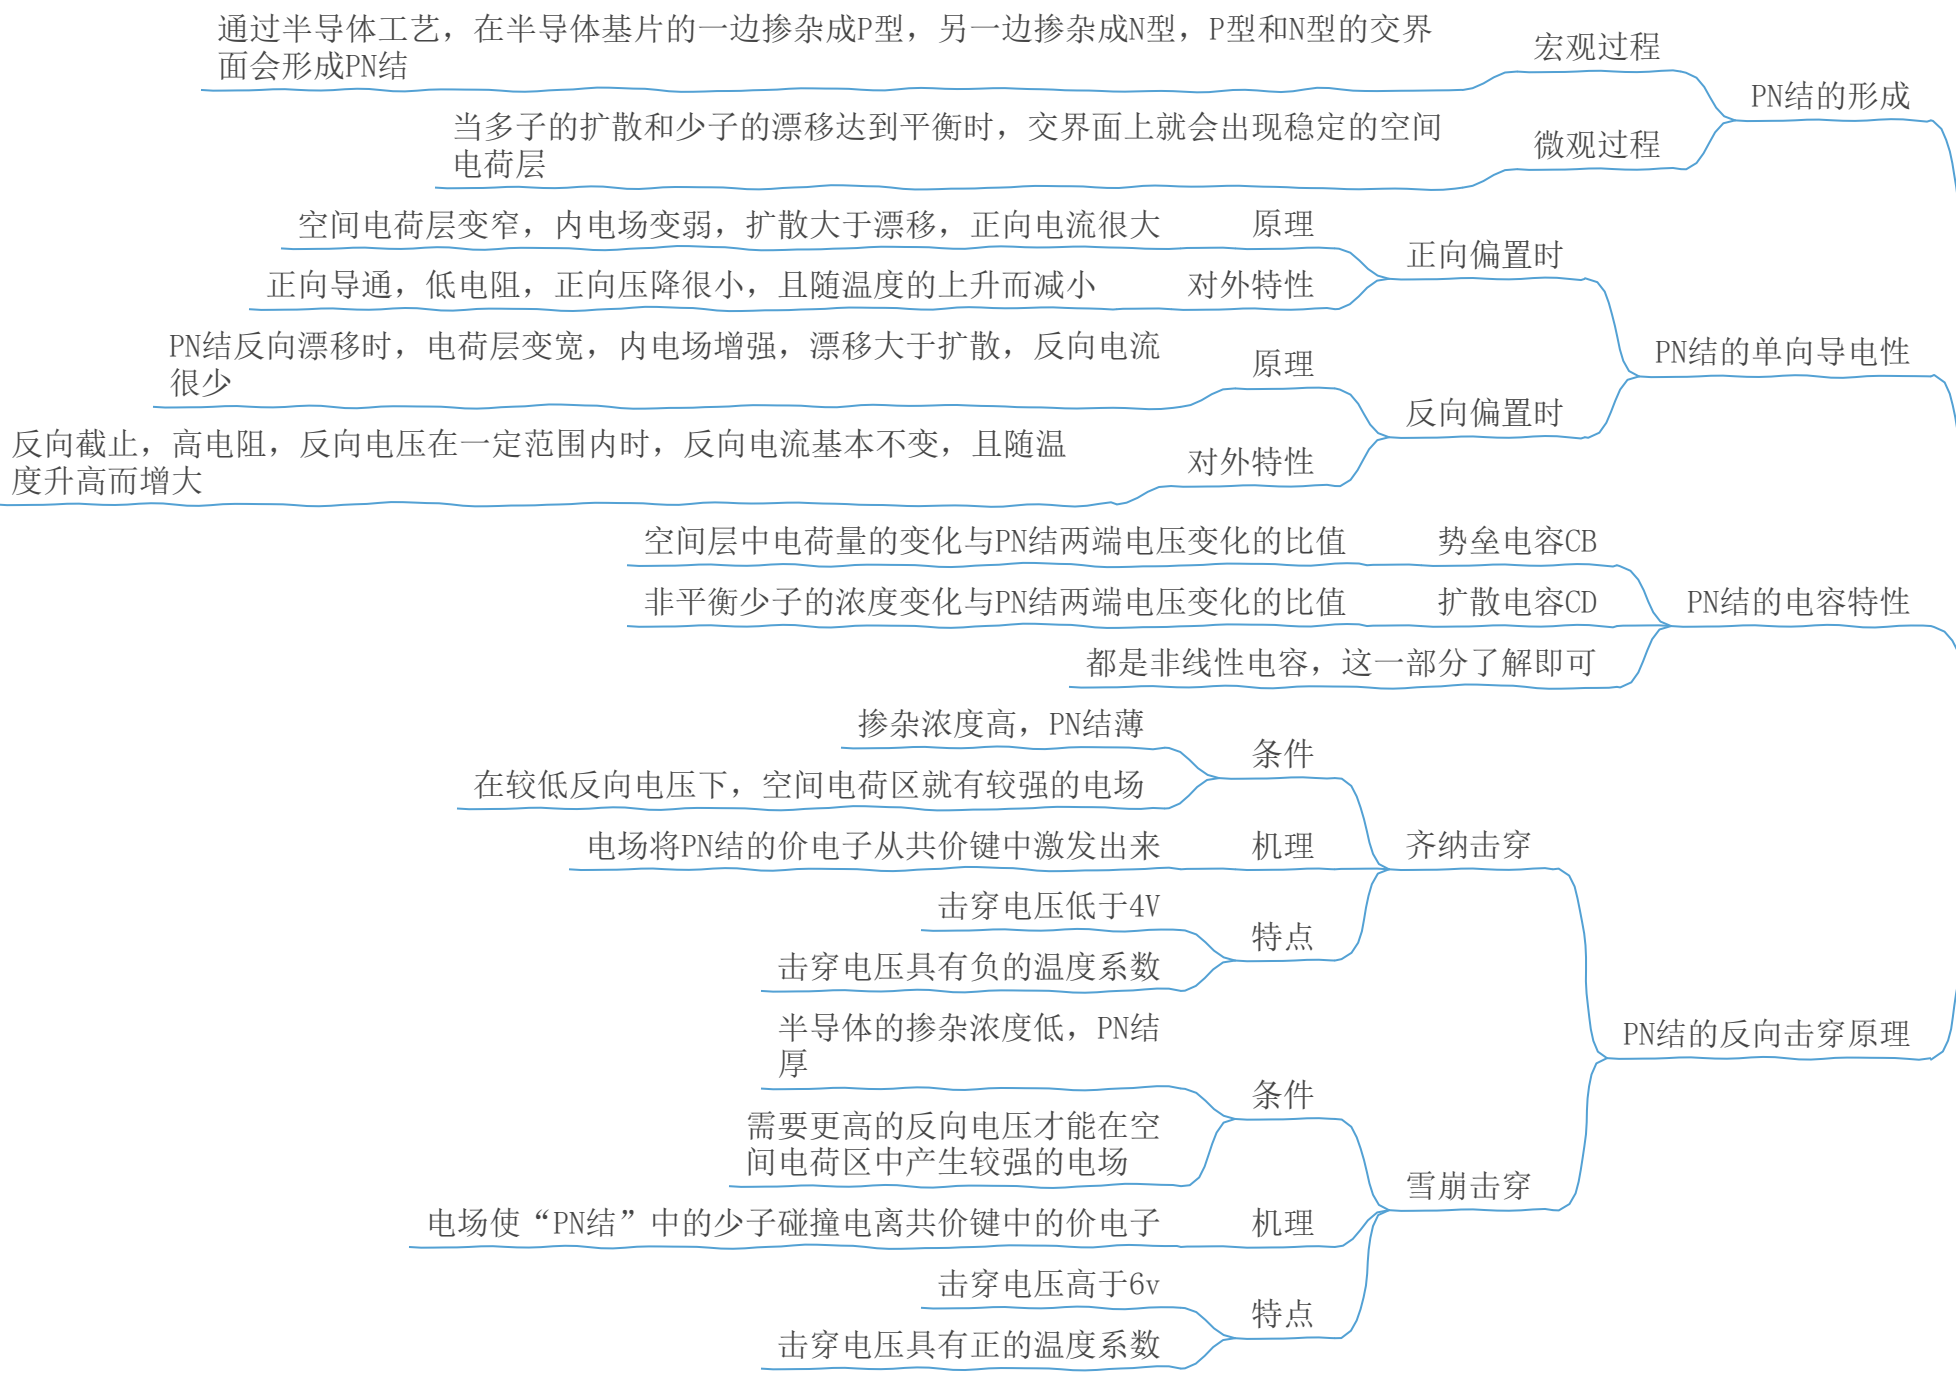 通过半导体工艺，在半导体基片的一边掺杂成P型，另一边掺杂成N型，P型和N型的交界
面会形成PN结
宏观过程
PN结的形成
当多子的扩散和少子的漂移达到平衡时，交界面上就会出现稳定的空间
电荷层
微观过程
空间电荷层变窄，内电场变弱，扩散大于漂移，正向电流很大
原理
正向偏置时
正向导通，低电阻，正向压降很小，且随温度的上升而减小
对外特性
PN结的单向导电性
PN结反向漂移时，电荷层变宽，内电场增强，漂移大于扩散，反向电流
很少
原理
反向偏置时
反向截止，高电阻，反向电压在一定范围内时，反向电流基本不变，且随温
度升高而增大
对外特性
空间层中电荷量的变化与PN结两端电压变化的比值
势垒电容CB
非平衡少子的浓度变化与PN结两端电压变化的比值
扩散电容CD
PN结的电容特性
都是非线性电容，这一部分了解即可
掺杂浓度高，PN结薄
条件
在较低反向电压下，空间电荷区就有较强的电场
电场将PN结的价电子从共价键中激发出来
机理
齐纳击穿
击穿电压低于4V
特点
击穿电压具有负的温度系数
PN结的反向击穿原理
半导体的掺杂浓度低，PN结
厚
条件
需要更高的反向电压才能在空
间电荷区中产生较强的电场
雪崩击穿
电场使“PN结”中的少子碰撞电离共价键中的价电子
机理
击穿电压高于6v
特点
击穿电压具有正的温度系数